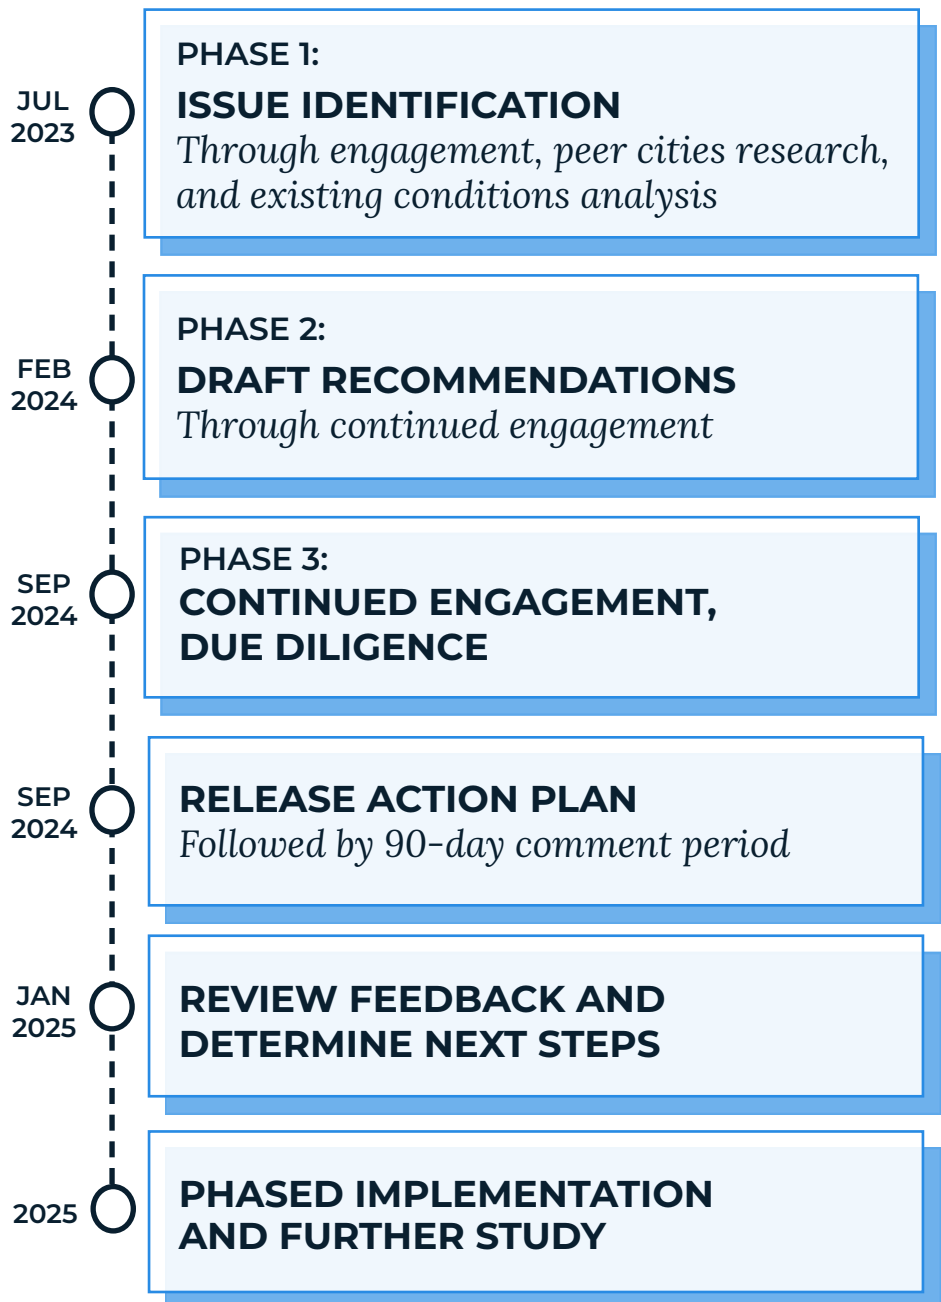 JUL
2023
PHASE 1:
ISSUE IDENTIFICATION
Through engagement, peer cities research,
and existing conditions analysis
FEB
2024
PHASE 2:
DRAFT RECOMMENDATIONS
Through continued engagement
SEP
2024
PHASE 3:
CONTINUED ENGAGEMENT,
DUE DILIGENCE
SEP
2024
RELEASE ACTION PLAN
Followed by 90-day comment period
JAN
2025
REVIEW FEEDBACK AND
DETERMINE NEXT STEPS
2025
PHASED IMPLEMENTATION
AND FURTHER STUDY